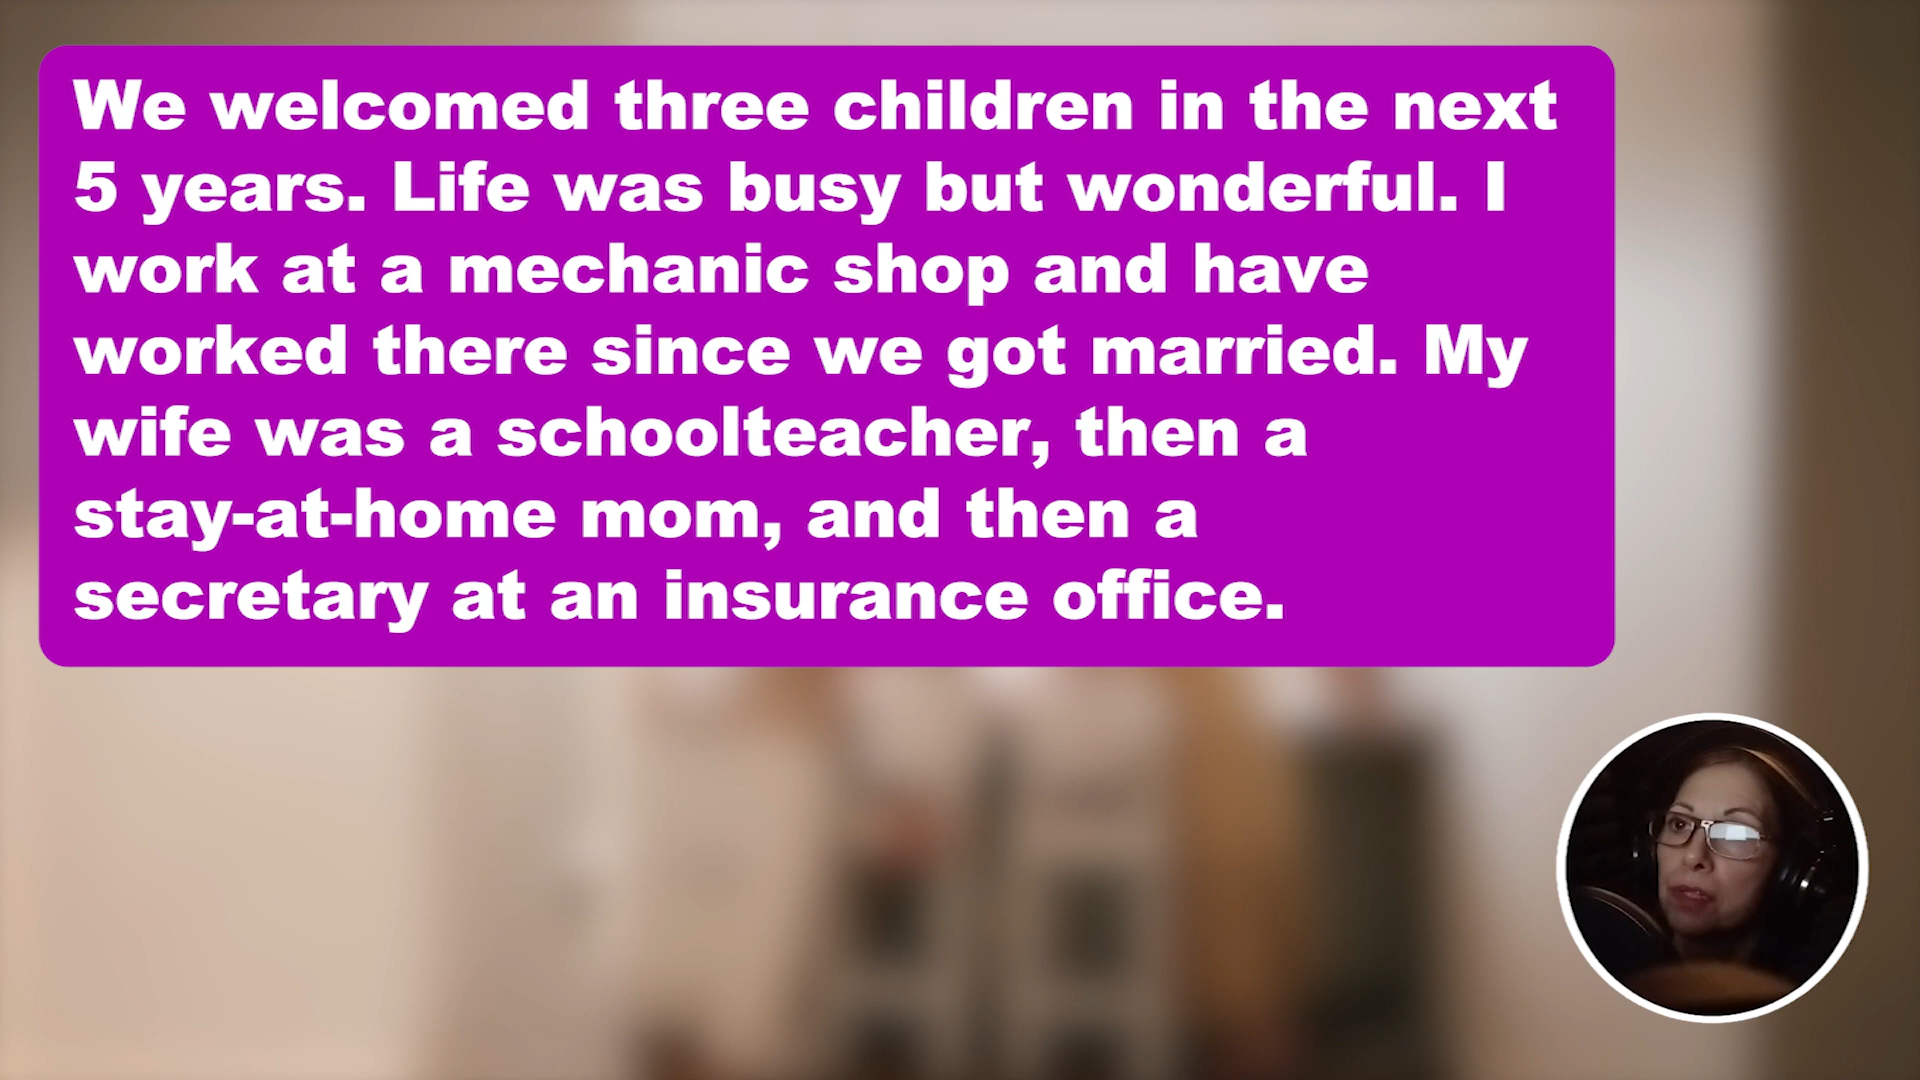 We welcomed three children in the next
5 years. Life was busy but wonderful. I
work at a mechanic shop and have
worked there since we got married. My
wife was a schoolteacher, then a
stay-at-home mom, and then a
secretary at an insurance office.